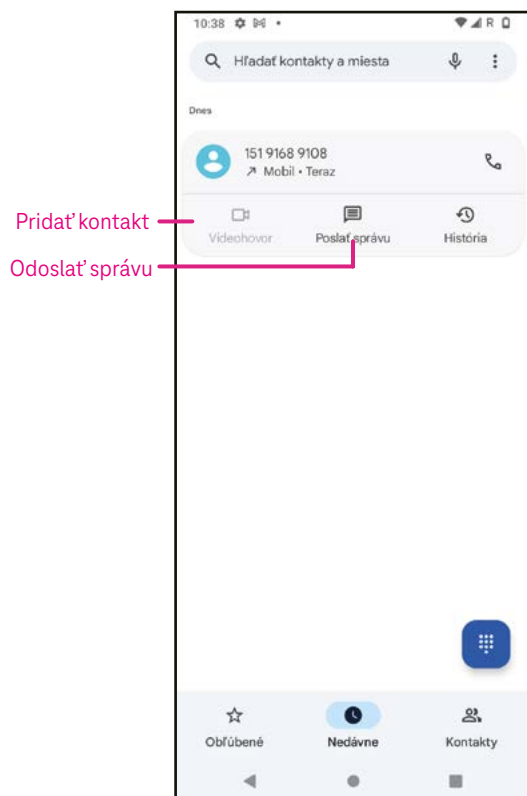 10:38 R
Hľadať kontakty a miesta
Dnes
151 9168 9108
Mobil • Teraz
Pridať kontakt
Videohovor Poslať správu História
Odoslať správu
Obľúbené Nedávne Kontakty